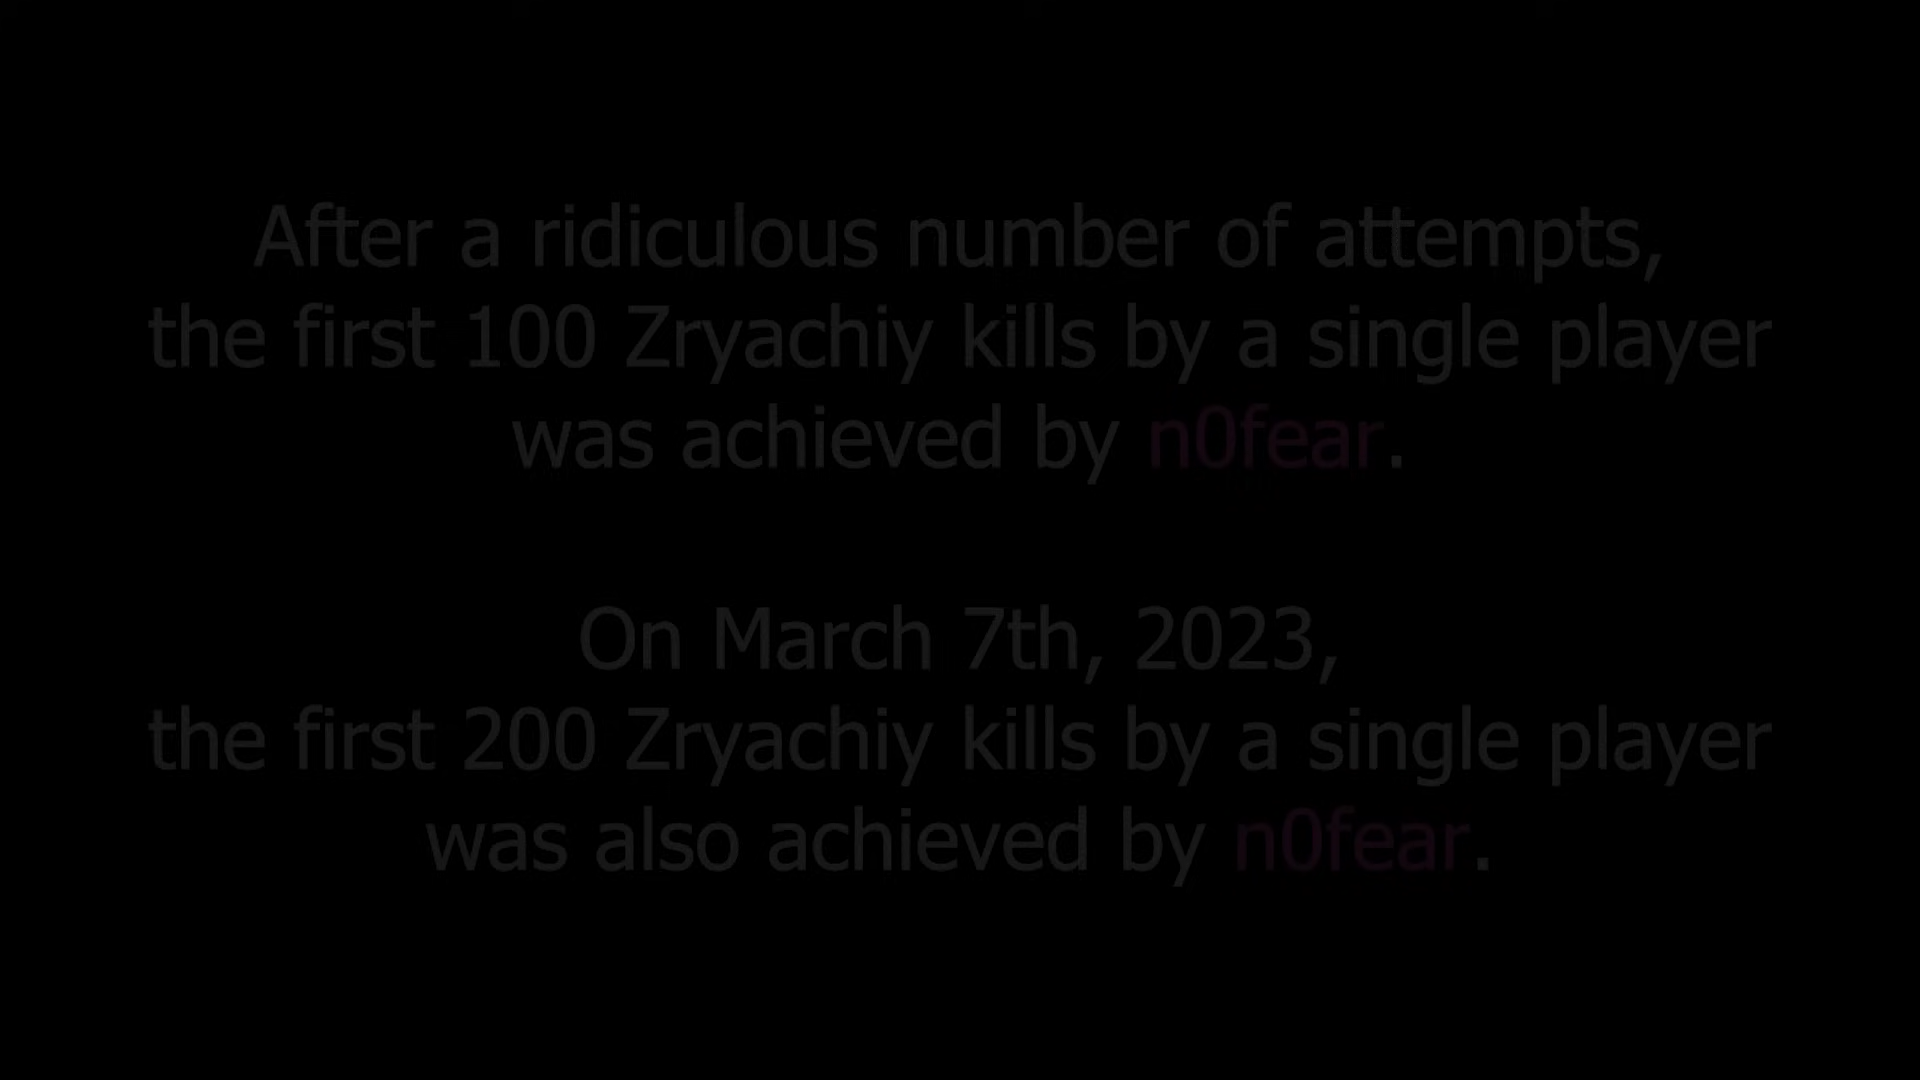 After a ridiculous number of attempts,
the first 100 Zryachiy kills by a single player
was achieved by n0fear.
On March 7th, 2023,
the first 200 Zryachiy kills by a single player
was also achieved by n0fear.